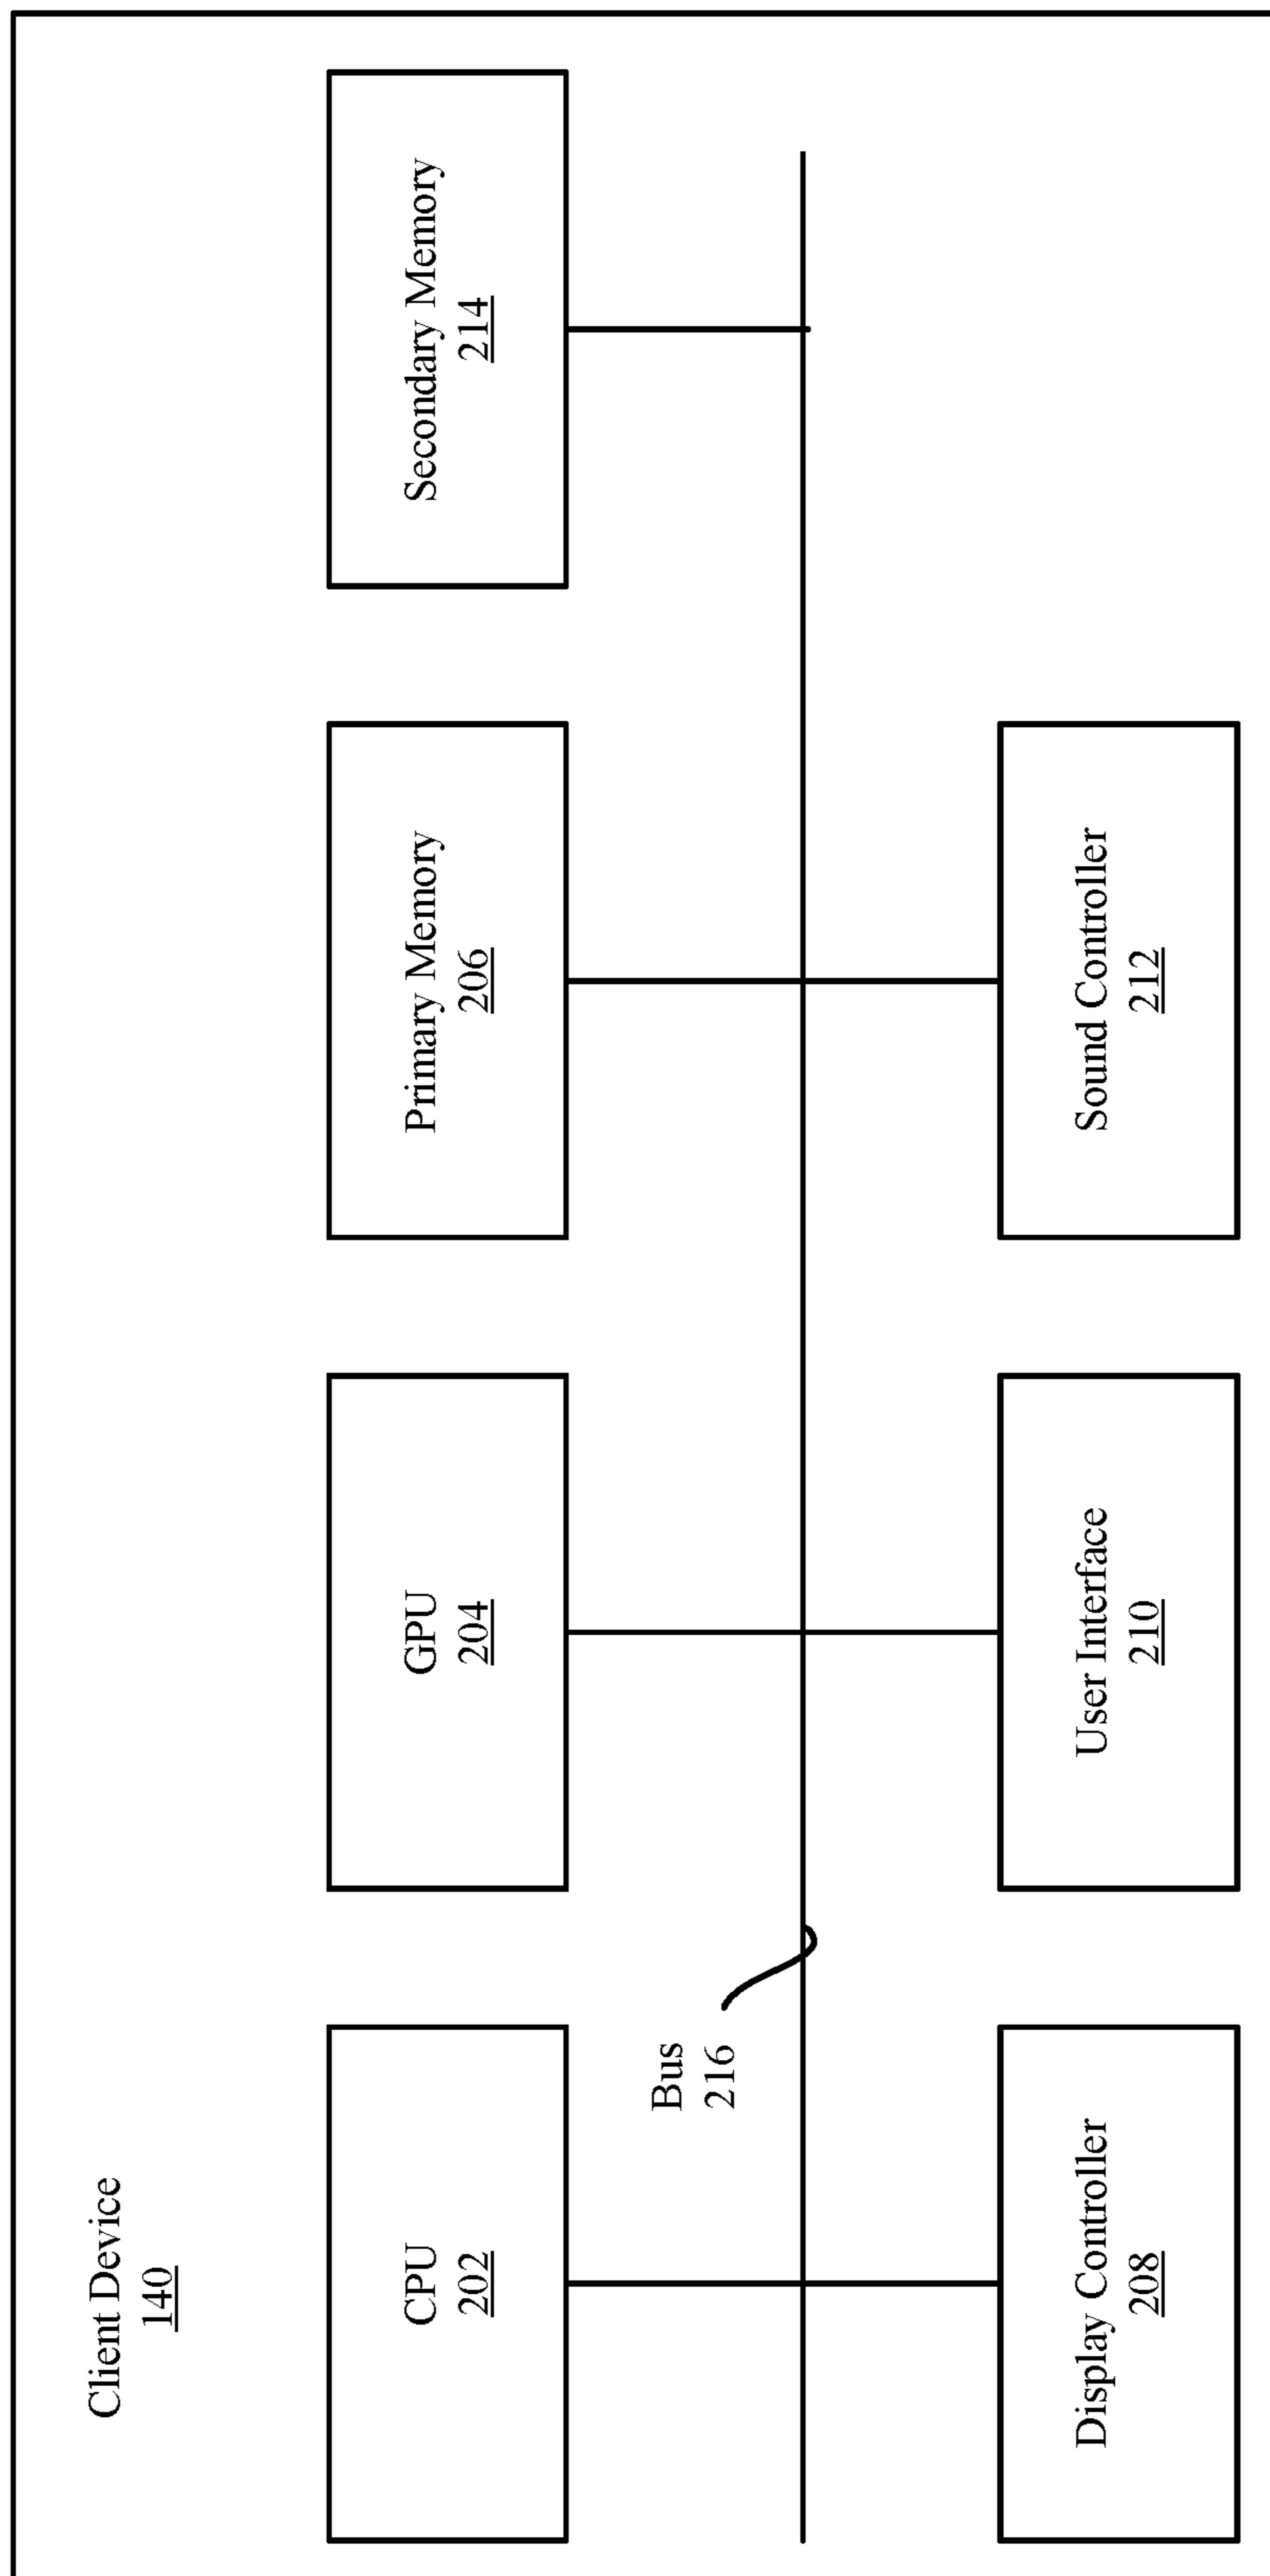 Client Device
140
CPU
202
GPU
204
Primary Memory
206
Secondary Memory
214
Bus
216
Display Controller
208
User Interface
210
Sound Controller
212